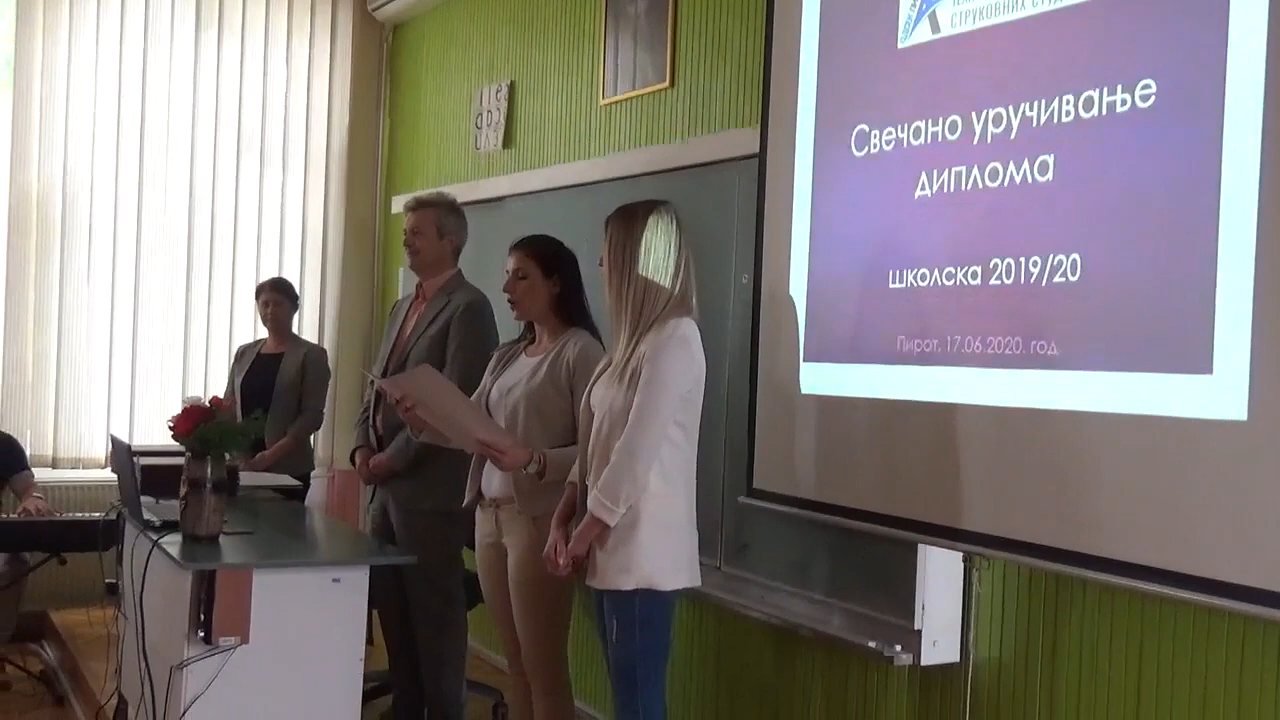 СТРУКОВНИХ СТУД
Свечано уручивање
диплома
школска 2019/20
Пирот, 17.06.2020. год